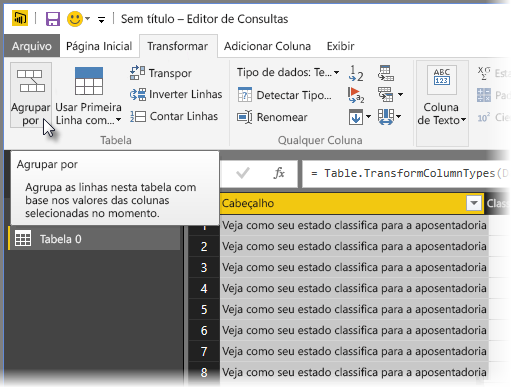 Sem título – Editor de Consultas
Arquivo Página Inicial Transformar Adicionar Coluna Exibir
Agrupar por
Usar Primeira Linha com...
Transpor
Inverter Linhas
Contar Linhas
Tabela
Tipo de dados: Te...
Detectar Tipo...
Renomear
Qualquer Coluna
ABC
123
Coluna de Texto
Est
Pad
Cie
Agrupar por
Agrupa as linhas nesta tabela com
base nos valores das colunas
selecionadas no momento.
fx = Table.TransformColumnTypes(D
Tabela 0
Cabeçalho Class
1 Veja como seu estado classifica para a aposentadoria
2 Veja como seu estado classifica para a aposentadoria
3 Veja como seu estado classifica para a aposentadoria
4 Veja como seu estado classifica para a aposentadoria
5 Veja como seu estado classifica para a aposentadoria
6 Veja como seu estado classifica para a aposentadoria
7 Veja como seu estado classifica para a aposentadoria
8 Veja como seu estado classifica para a aposentadoria